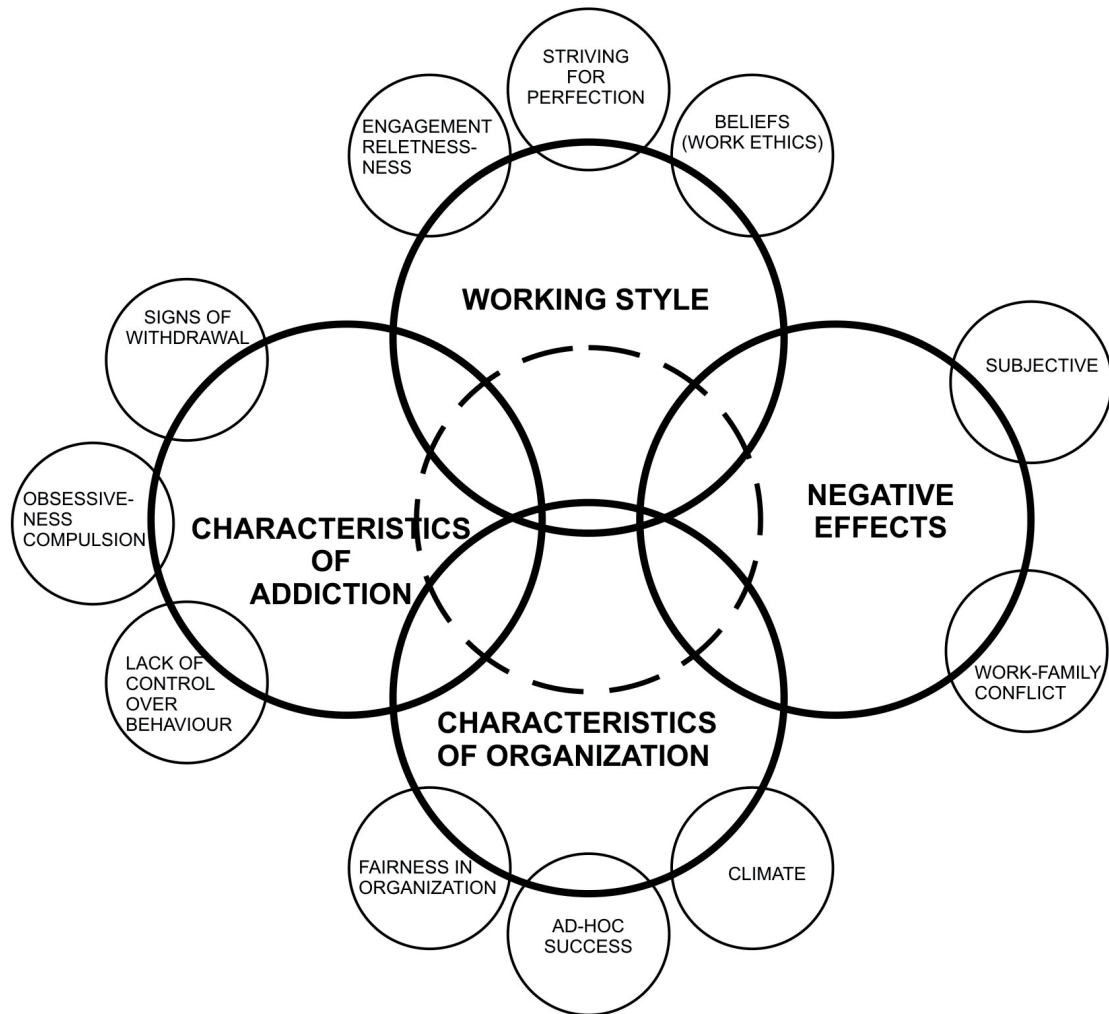 STRIVING
FOR
PERFECTION
ENGAGEMENT
RELETNESS-
NESS
BELIEFS
(WORK ETHICS)
WORKING STYLE
SIGNS OF
WITHDRAWAL
SUBJECTIVE
OBSESSIVE-
NESS
COMPULSION
CHARACTERISTICS
OF
ADDICTION
NEGATIVE
EFFECTS
LACK OF
CONTROL
OVER
BEHAVIOUR
WORK-FAMILY
CONFLICT
CHARACTERISTICS
OF ORGANIZATION
FAIRNESS IN
ORGANIZATION
AD-HOC
SUCCESS
CLIMATE